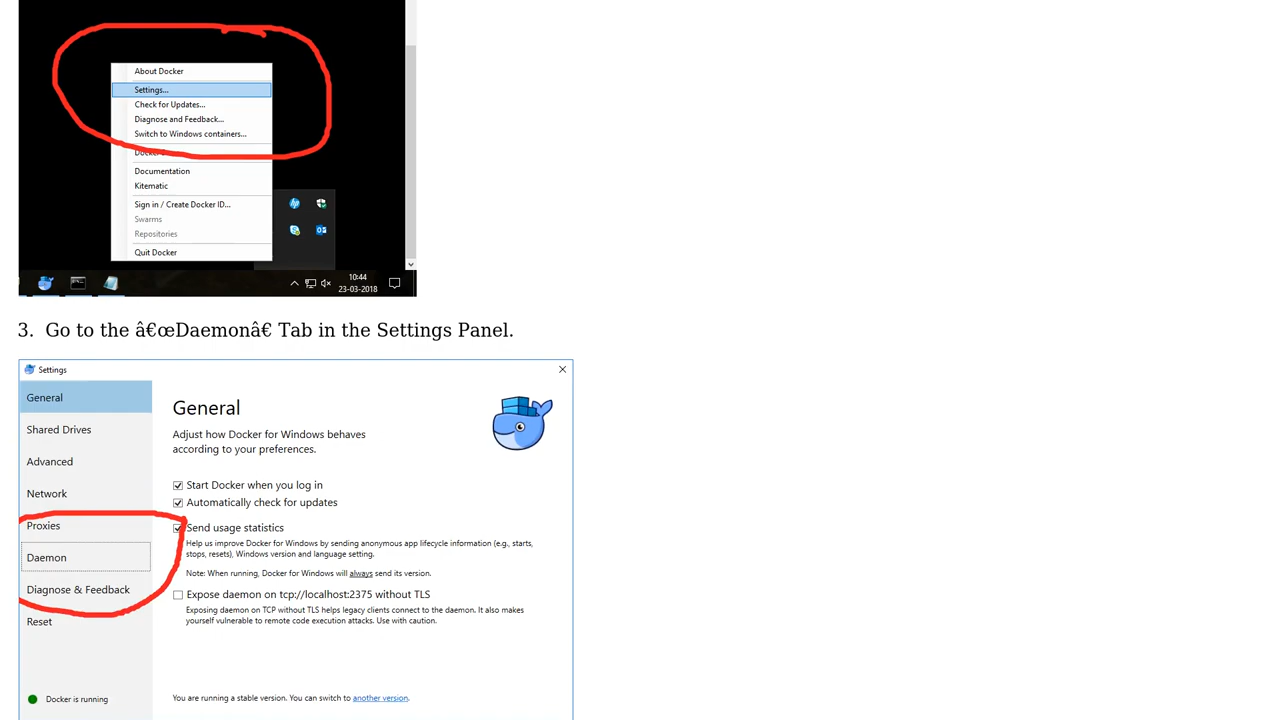 About Docker
Settings...
Check for Updates...
Diagnose and Feedback...
Switch to Windows containers...
Docker
Documentation
Kitematic
Sign in / Create Docker ID...
Swarms
Repositories
Quit Docker
10:44
23-03-2018
3. Go to the â€œDaemonâ€ Tab in the Settings Panel.
Settings
General
Shared Drives
Advanced
Network
Proxies
Daemon
Diagnose & Feedback
Reset
Docker is running
General
Adjust how Docker for Windows behaves
according to your preferences.
Start Docker when you log in
Automatically check for updates
Send usage statistics
Help us improve Docker for Windows by sending anonymous app lifecycle information (e.g., starts,
stops, resets), Windows version and language setting.
Note: When running, Docker for Windows will always send its version.
Expose daemon on tcp://localhost:2375 without TLS
Exposing daemon on TCP without TLS helps legacy clients connect to the daemon. It also makes
yourself vulnerable to remote code execution attacks. Use with caution.
You are running a stable version. You can switch to another version.